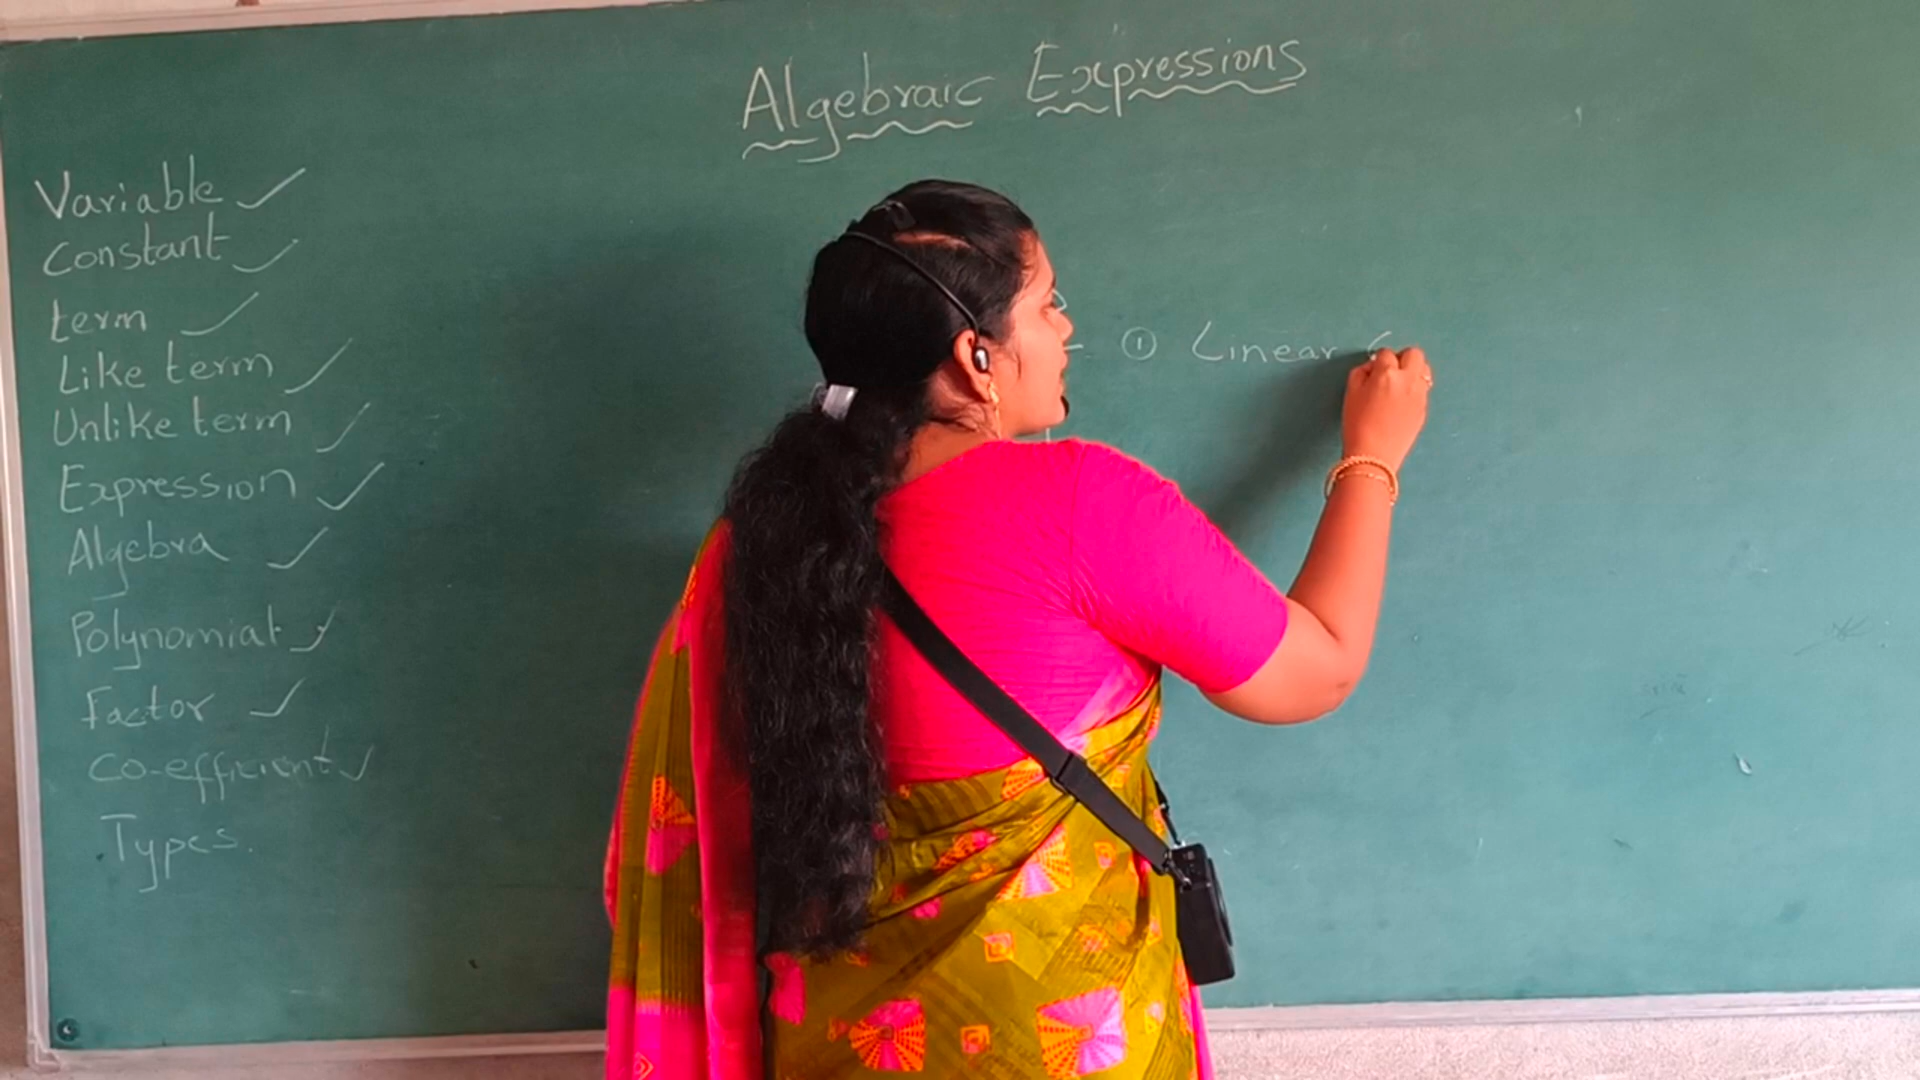 Algebraic Expressions
Variable ✓
Constant ✓
term ✓
Like term ✓
Unlike term ✓
Expression ✓
Algebra ✓
Polynomial ✓
Factor ✓
Co-efficient ✓
Types.
① Linear